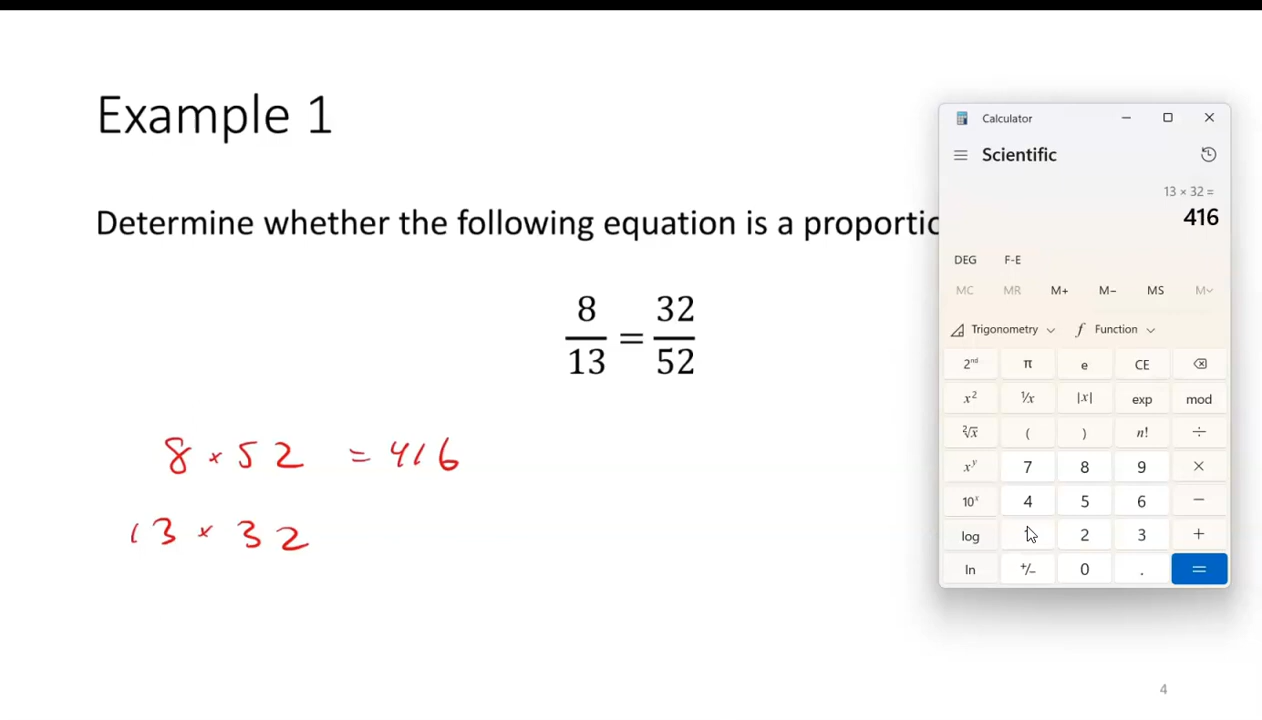 Example 1
Determine whether the following equation is a proportic
8/13 = 32/52
8 × 52 = 416
13 × 32
Calculator
Scientific
13 × 32 =
416
DEG F-E
MC MR M+ M− MS M˅
Trigonometry f Function
2ⁿᵈ π e CE
x² ¹/x |x| exp mod
²√x ( ) n! ÷
xʸ 7 8 9 ×
10ˣ 4 5 6 −
log 1 2 3 +
ln +/− 0 . =
4